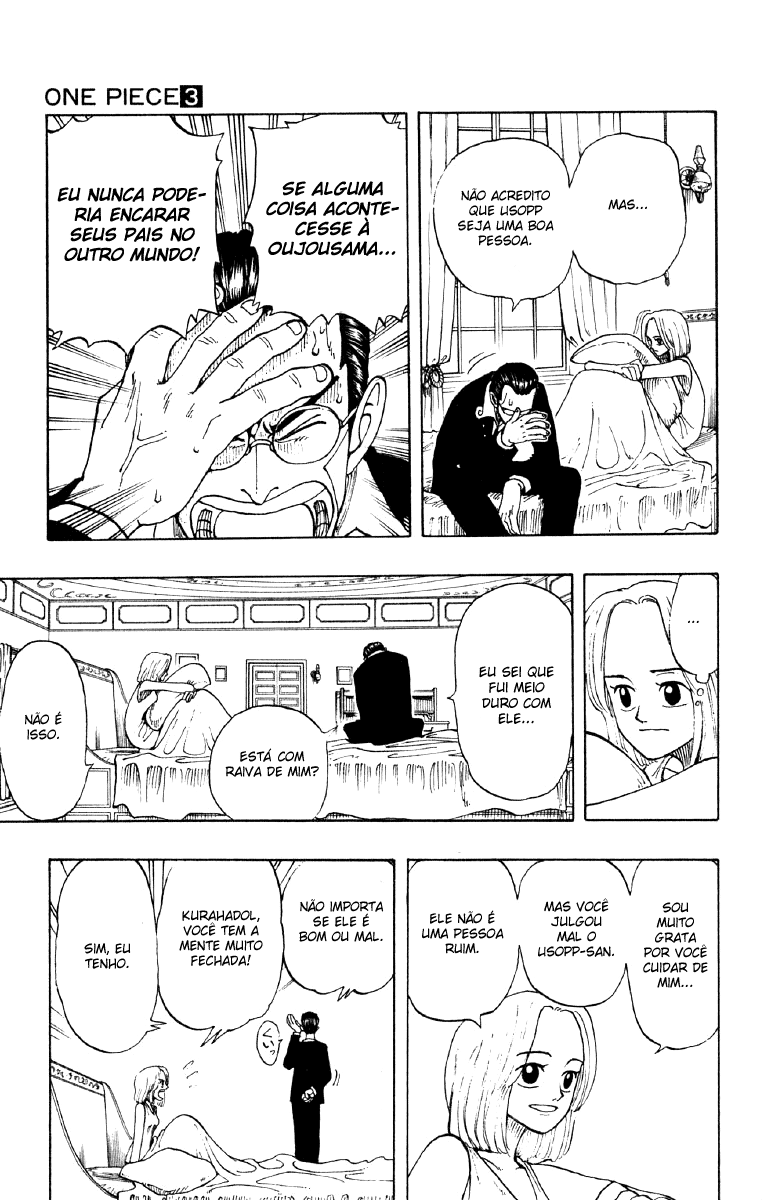 ONE PIECE 3
MAS...
NÃO ACREDITO
QUE USOPP
SEJA UMA BOA
PESSOA.
SE ALGUMA
COISA ACONTE-
CESSE À
OUJOUSAMA...
EU NUNCA PODE-
RIA ENCARAR
SEUS PAIS NO
OUTRO MUNDO!
...
EU SEI QUE
FUI MEIO
DURO COM
ELE...
ESTÁ COM
RAIVA DE MIM?
NÃO É
ISSO.
SOU
MUITO
GRATA
POR VOCÊ
CUIDAR DE
MIM...
MAS VOCÊ
JULGOU
MAL O
USOPP-SAN.
ELE NÃO É
UMA PESSOA
RUIM.
NÃO IMPORTA
SE ELE É
BOM OU MAL.
KURAHADOL,
VOCÊ TEM A
MENTE MUITO
FECHADA!
SIM, EU
TENHO.